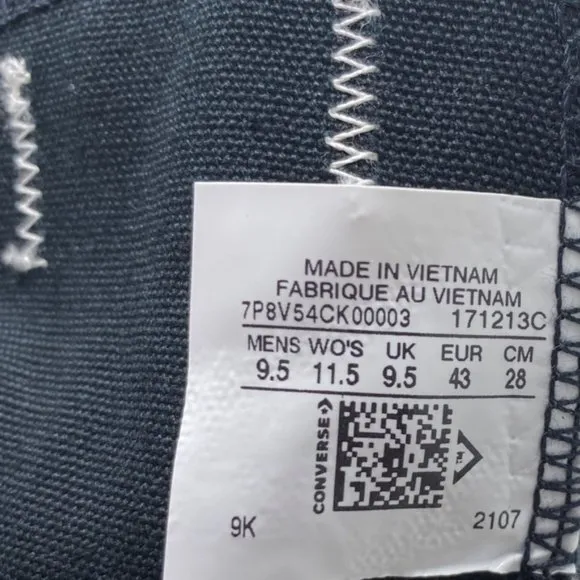 MADE IN VIETNAM
FABRIQUE AU VIETNAM
7P8V54CK00003 171213C
MENS WO'S UK EUR CM
9.5 11.5 9.5 43 28
CONVERSE
TM
9K 2107